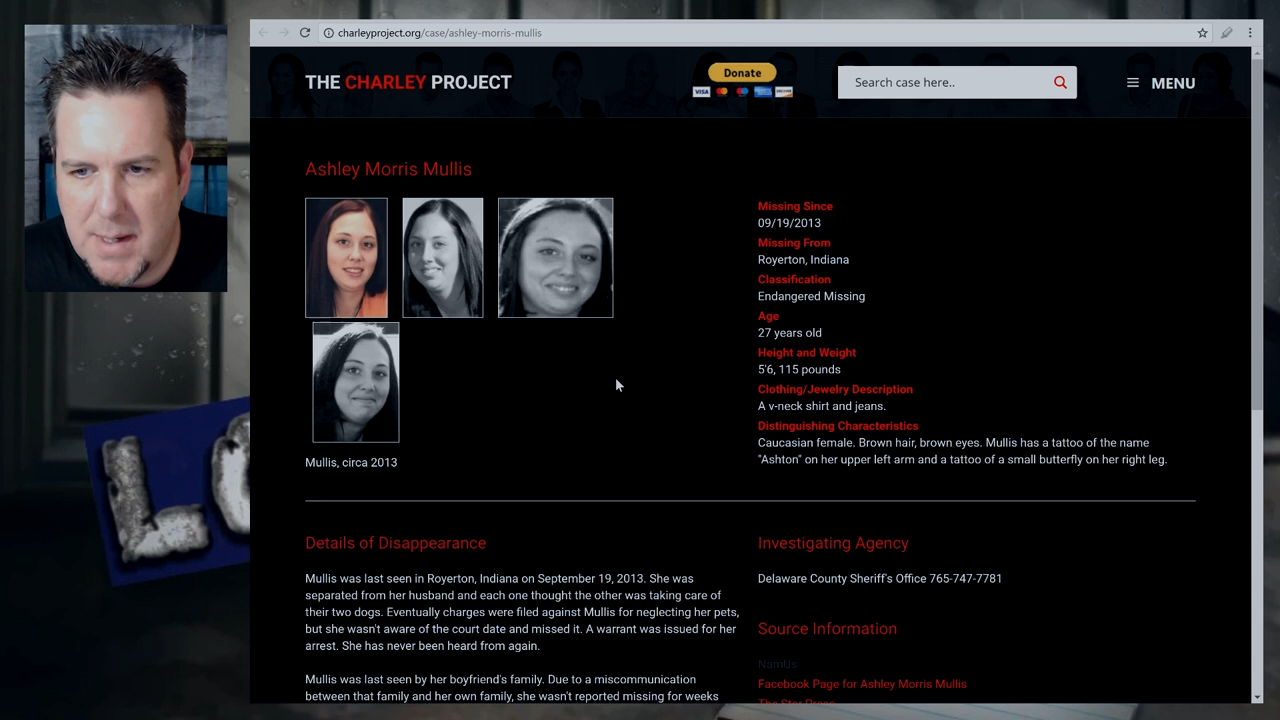 charleyproject.org/case/ashley-morris-mullis
THE CHARLEY PROJECT
Donate
VISA
DISCOVER
Search case here..
MENU
Ashley Morris Mullis
Missing Since
09/19/2013
Missing From
Royerton, Indiana
Classification
Endangered Missing
Age
27 years old
Height and Weight
5'6, 115 pounds
Clothing/Jewelry Description
A v-neck shirt and jeans.
Distinguishing Characteristics
Caucasian female. Brown hair, brown eyes. Mullis has a tattoo of the name
"Ashton" on her upper left arm and a tattoo of a small butterfly on her right leg.
Mullis, circa 2013
LO
Details of Disappearance
Mullis was last seen in Royerton, Indiana on September 19, 2013. She was
separated from her husband and each one thought the other was taking care of
their two dogs. Eventually charges were filed against Mullis for neglecting her pets,
but she wasn't aware of the court date and missed it. A warrant was issued for her
arrest. She has never been heard from again.
Mullis was last seen by her boyfriend's family. Due to a miscommunication
between that family and her own family, she wasn't reported missing for weeks
Investigating Agency
Delaware County Sheriff's Office 765-747-7781
Source Information
NamUs
Facebook Page for Ashley Morris Mullis
The Star Press